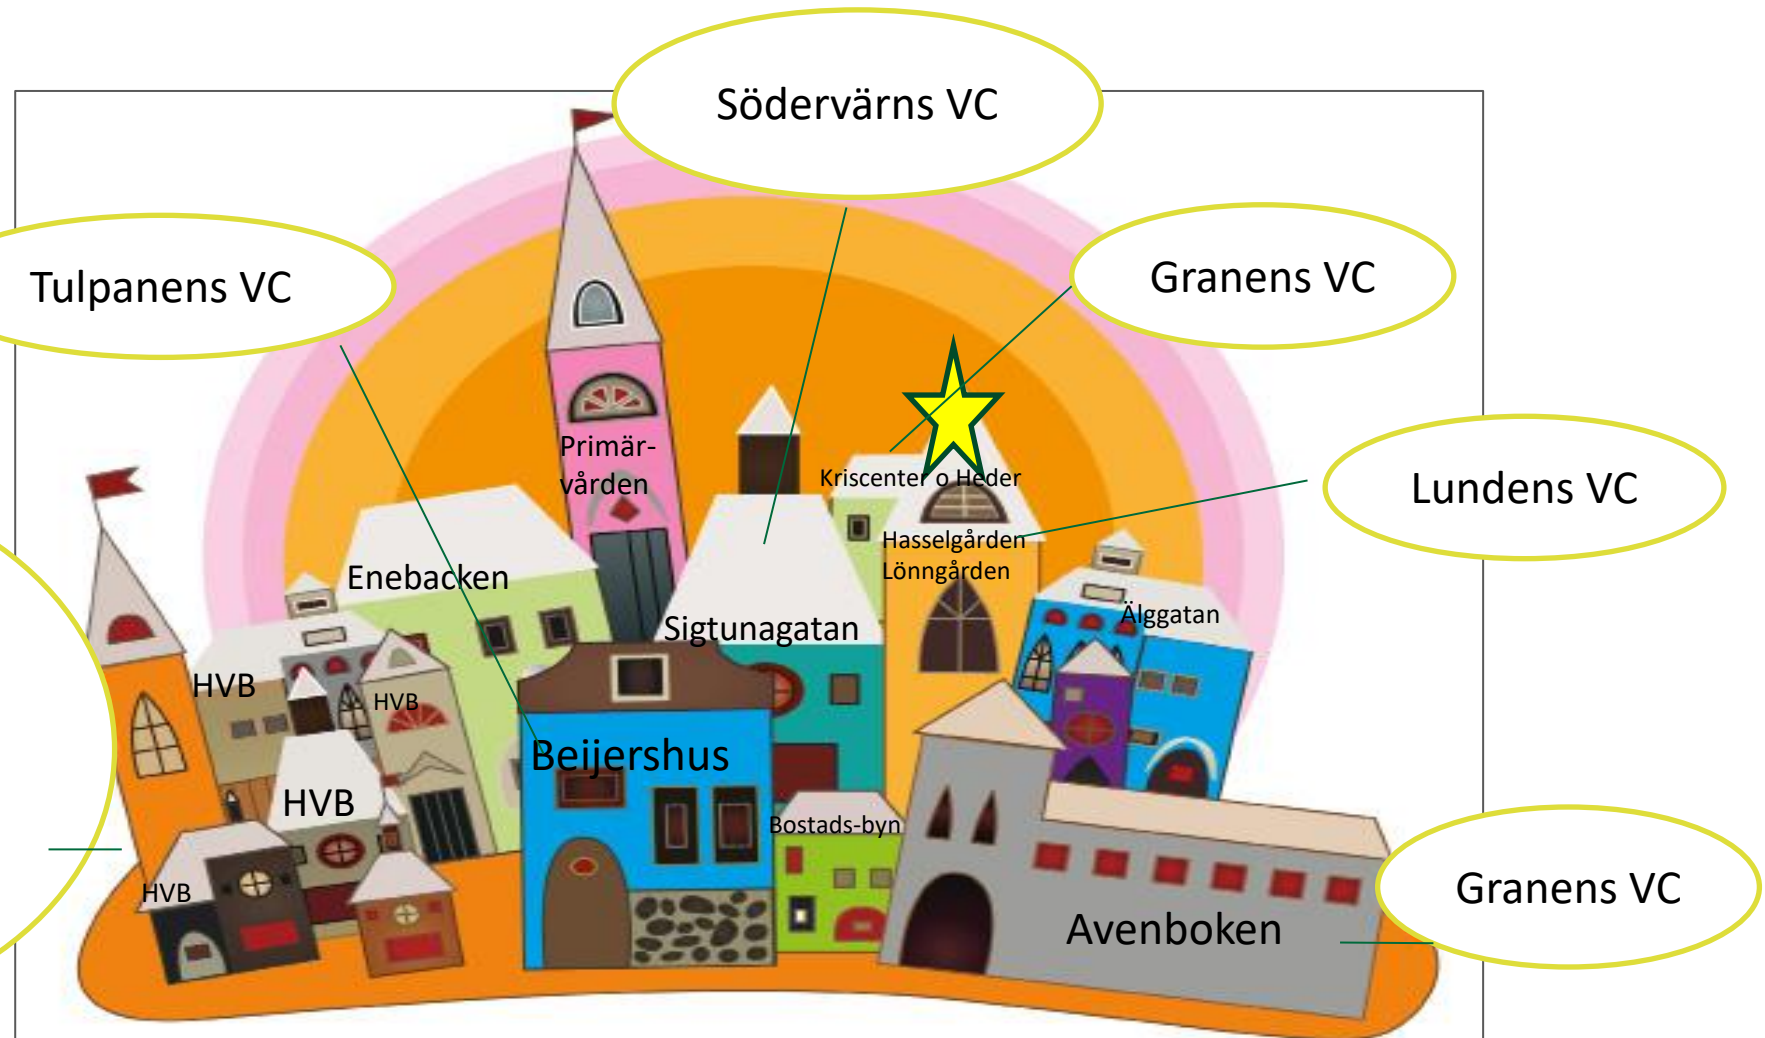 Södervärns VC
Tulpanens VC
Granens VC
Primär-
vården
Kriscenter o Heder
Lundens VC
Hasselgården
Lönngården
Enebacken
Älggatan
Sigtunagatan
HVB
HVB
Beijershus
HVB
Bostads-byn
HVB
Granens VC
Avenboken